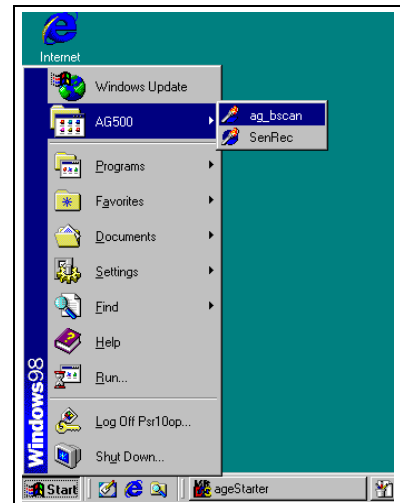 Internet
Windows Update
AG500
ag_bscan
SenRec
Programs
Favorites
Documents
Settings
Find
Help
Run...
Log Off Psr10op...
Shut Down...
Windows98
Start
ageStarter